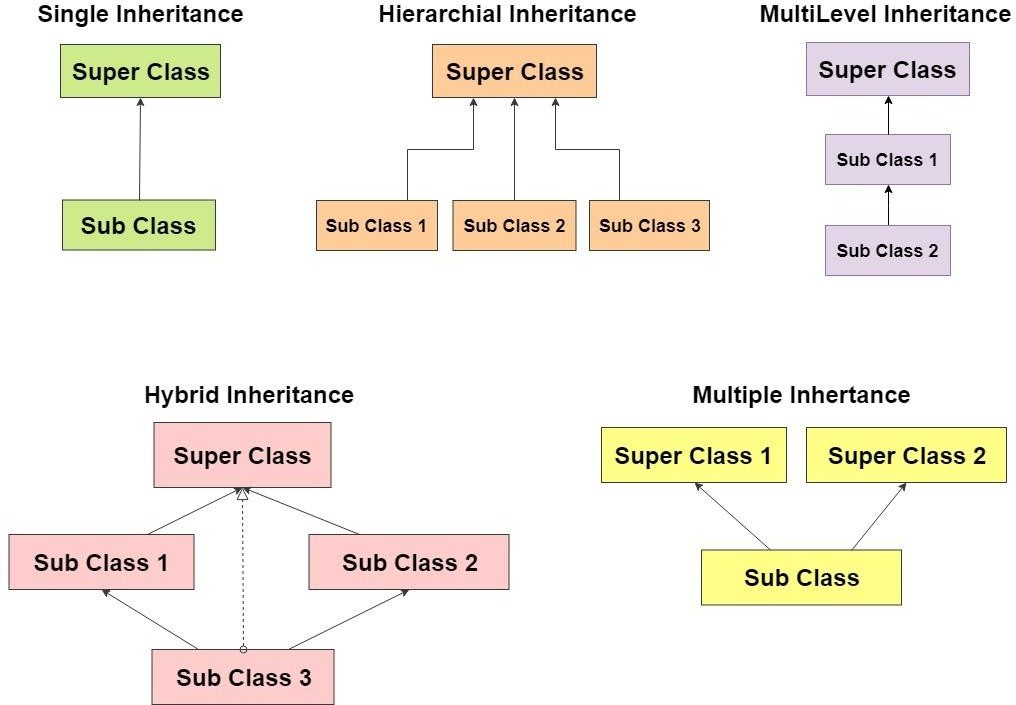 Single Inheritance
Super Class
Sub Class
Hierarchial Inheritance
Super Class
Sub Class 1
Sub Class 2
Sub Class 3
MultiLevel Inheritance
Super Class
Sub Class 1
Sub Class 2
Hybrid Inheritance
Super Class
Sub Class 1
Sub Class 2
Sub Class 3
Multiple Inhertance
Super Class 1
Super Class 2
Sub Class